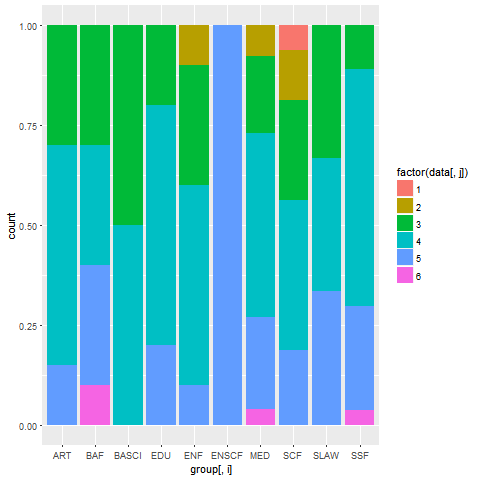 1.00
0.75
0.50
0.25
0.00
count
ART BAF BASCI EDU ENF ENSCF MED SCF SLAW SSF
group[, i]
factor(data[, j])
1
2
3
4
5
6